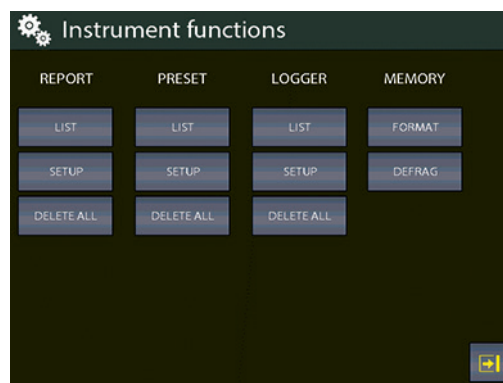 Instrument functions
REPORT PRESET LOGGER MEMORY
LIST LIST LIST FORMAT
SETUP SETUP SETUP DEFRAG
DELETE ALL DELETE ALL DELETE ALL